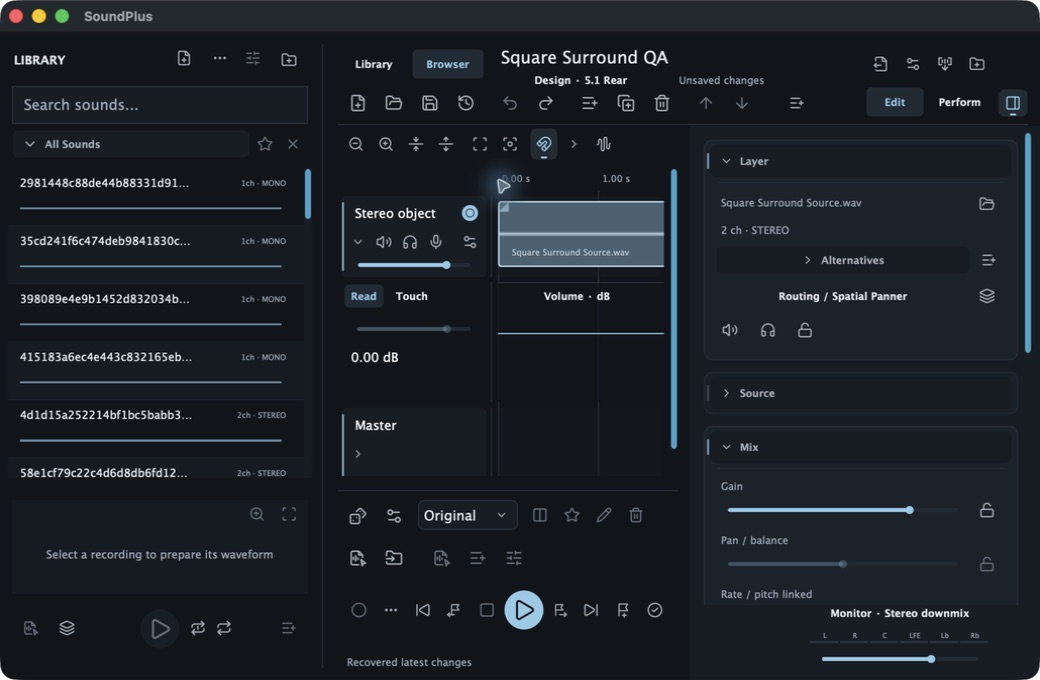 SoundPlus
LIBRARY
Search sounds...
All Sounds
2981448c88de44b88331d91...
1ch · MONO
35cd241f6c474deb9841830c...
1ch · MONO
398089e4e9b1452d832034b...
1ch · MONO
415183a6ec4e443c832165eb...
1ch · MONO
4d1d15a252214bf1bc5babb3...
2ch · STEREO
58e1cf79c22c4d6d8db6fd12...
2ch · STEREO
Select a recording to prepare its waveform
Library
Browser
Square Surround QA
Design · 5.1 Rear
Unsaved changes
Edit
Perform
0.00 s
1.00 s
Stereo object
Square Surround Source.wav
Read
Touch
Volume · dB
0.00 dB
Master
Original
Recovered latest changes
Layer
Square Surround Source.wav
2 ch · STEREO
Alternatives
Routing / Spatial Panner
Source
Mix
Gain
Pan / balance
Rate / pitch linked
Monitor · Stereo downmix
L R C LFE Lb Rb